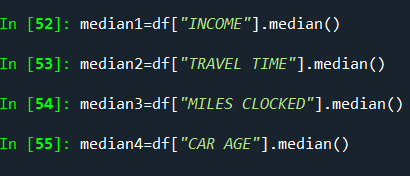 In [52]: median1=df["INCOME"].median()
In [53]: median2=df["TRAVEL TIME"].median()
In [54]: median3=df["MILES CLOCKED"].median()
In [55]: median4=df["CAR AGE"].median()